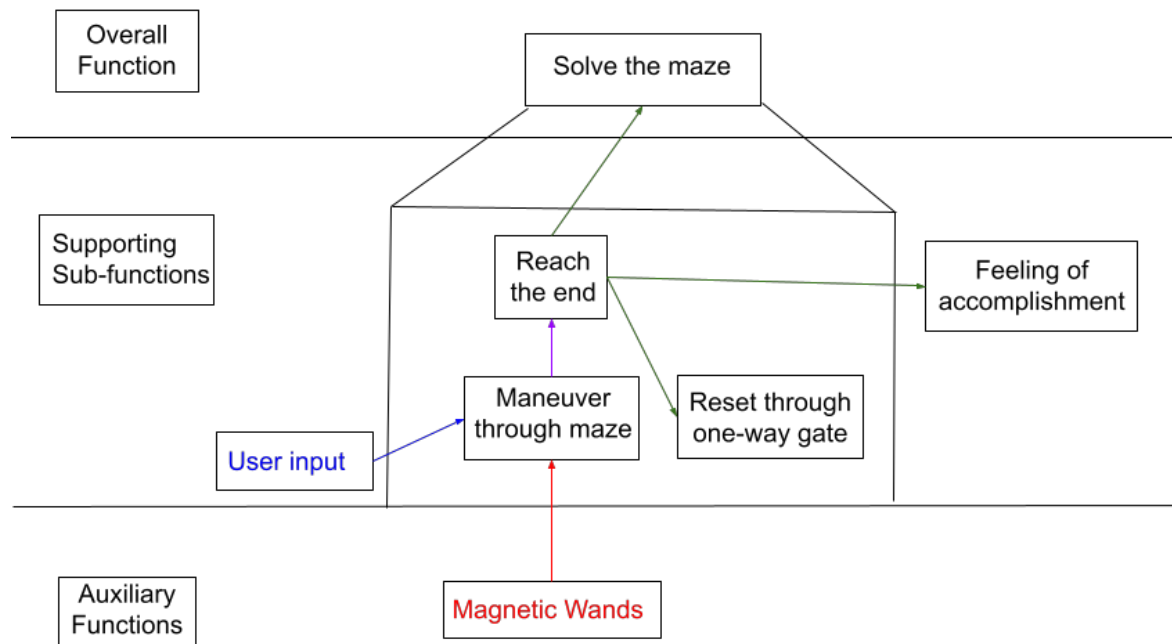 Overall
Function
Solve the maze
Supporting
Sub-functions
Reach
the end
Feeling of
accomplishment
Maneuver
through maze
Reset through
one-way gate
User input
Auxiliary
Functions
Magnetic Wands